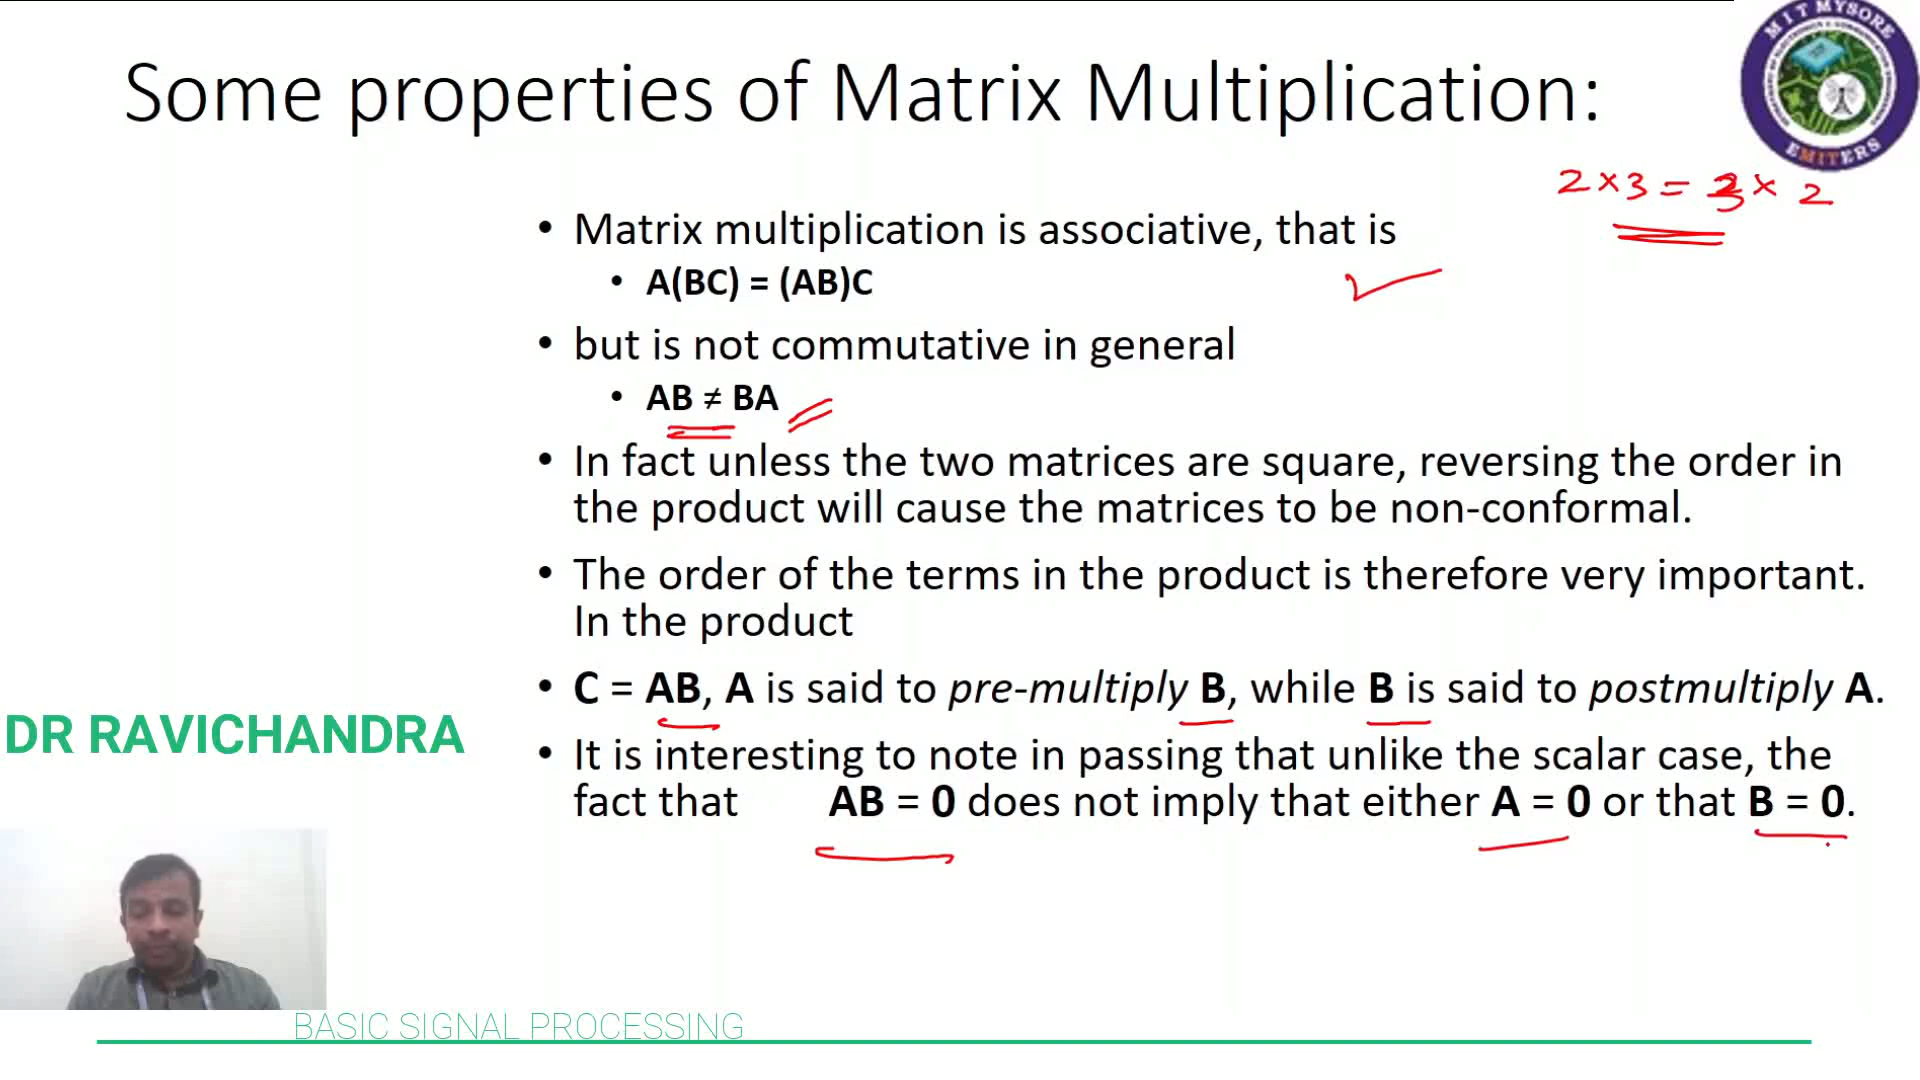 Some properties of Matrix Multiplication:
MIT MYSORE
EMITERS
2 × 3 = 3 × 2
• Matrix multiplication is associative, that is
• A(BC) = (AB)C
• but is not commutative in general
• AB ≠ BA
• In fact unless the two matrices are square, reversing the order in
the product will cause the matrices to be non-conformal.
• The order of the terms in the product is therefore very important.
In the product
• C = AB, A is said to pre-multiply B, while B is said to postmultiply A.
DR RAVICHANDRA
• It is interesting to note in passing that unlike the scalar case, the
fact that AB = 0 does not imply that either A = 0 or that B = 0.
BASIC SIGNAL PROCESSING